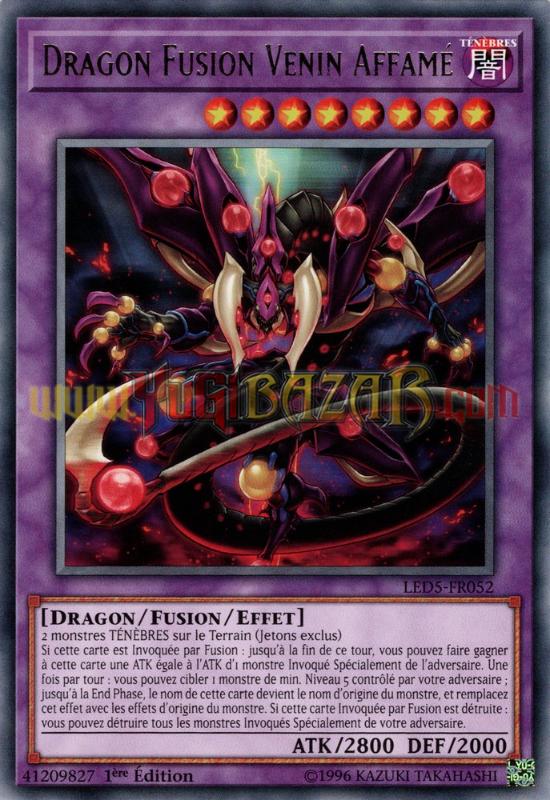 Dragon Fusion Venin Affamé
TÉNÈBRES
闇
www.YUGIBAZAR.com
LED5-FR052
[Dragon/Fusion/Effet]
2 monstres TÉNÈBRES sur le Terrain (Jetons exclus)
Si cette carte est Invoquée par Fusion : jusqu'à la fin de ce tour, vous pouvez faire gagner
à cette carte une ATK égale à l'ATK d'1 monstre Invoqué Spécialement de l'adversaire. Une
fois par tour : vous pouvez cibler 1 monstre de min. Niveau 5 contrôlé par votre adversaire ;
jusqu'à la End Phase, le nom de cette carte devient le nom d'origine du monstre, et remplacez
cet effet avec les effets d'origine du monstre. Si cette carte Invoquée par Fusion est détruite :
vous pouvez détruire tous les monstres Invoqués Spécialement de votre adversaire.
ATK/2800 DEF/2000
41209827 1ère Édition ©1996 KAZUKI TAKAHASHI